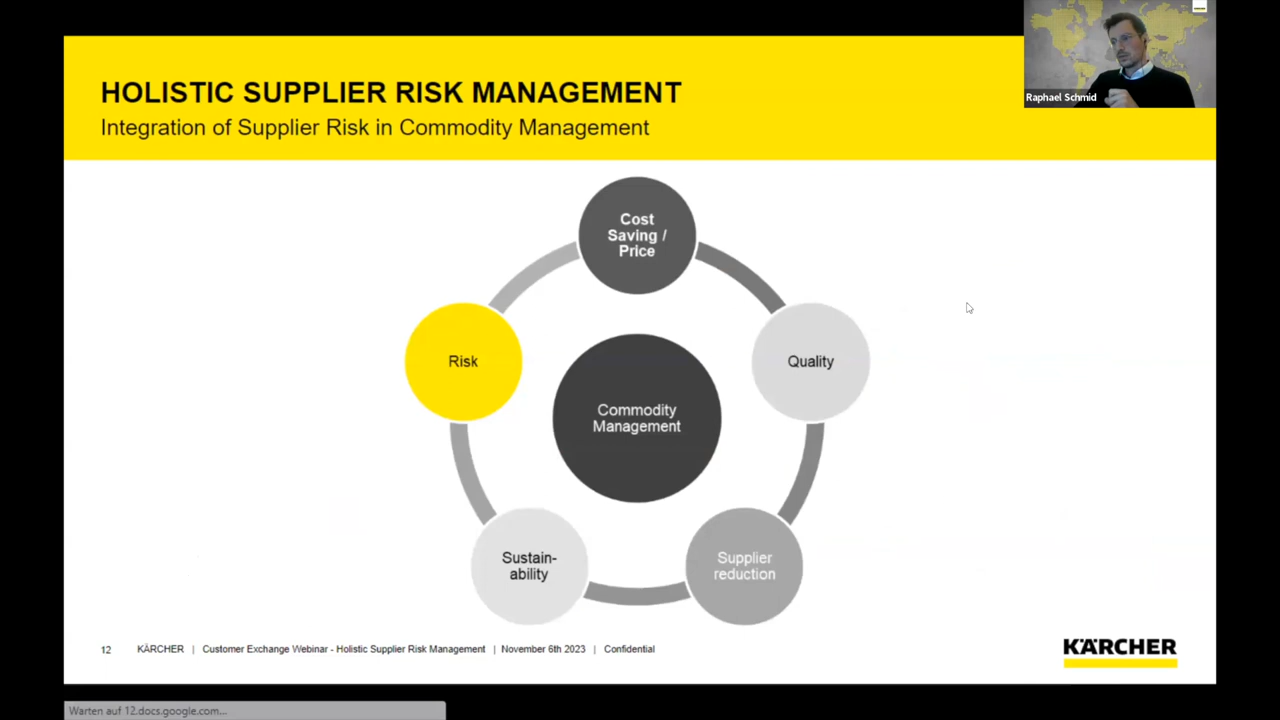 HOLISTIC SUPPLIER RISK MANAGEMENT
Integration of Supplier Risk in Commodity Management
Raphael Schmid
Cost
Saving /
Price
Risk
Quality
Commodity
Management
Sustain-
ability
Supplier
reduction
12 KÄRCHER | Customer Exchange Webinar - Holistic Supplier Risk Management | November 6th 2023 | Confidential
KÄRCHER
Warten auf 12.docs.google.com...